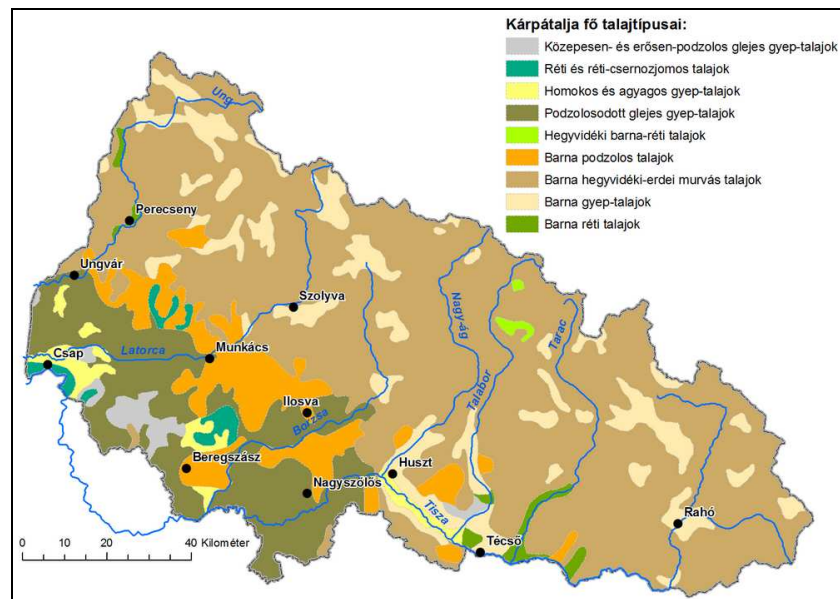 Kárpátalja fő talajtípusai:
Közepesen- és erősen-podzolos glejes gyep-talajok
Réti és réti-csernozjomos talajok
Homokos és agyagos gyep-talajok
Podzolosodott glejes gyep-talajok
Hegyvidéki barna-réti talajok
Barna podzolos talajok
Barna hegyvidéki-erdei murvás talajok
Barna gyep-talajok
Barna réti talajok
Ung
Perecseny
Ungvár
Szolyva
Nagy-ág
Tarac
Latorca
Munkács
Csap
Talabor
Ilosva
Borzsa
Beregszász
Huszt
Nagyszőlős
Tisza
Rahó
Técső
0 10 20 40 Kilométer